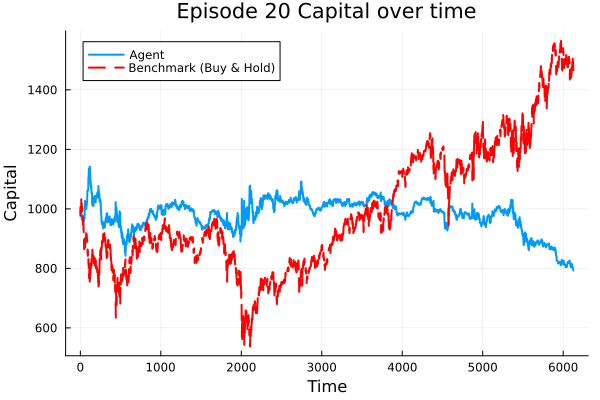 Episode 20 Capital over time
Agent
Benchmark (Buy & Hold)
Capital
1400
1200
1000
800
600
0
1000
2000
3000
4000
5000
6000
Time